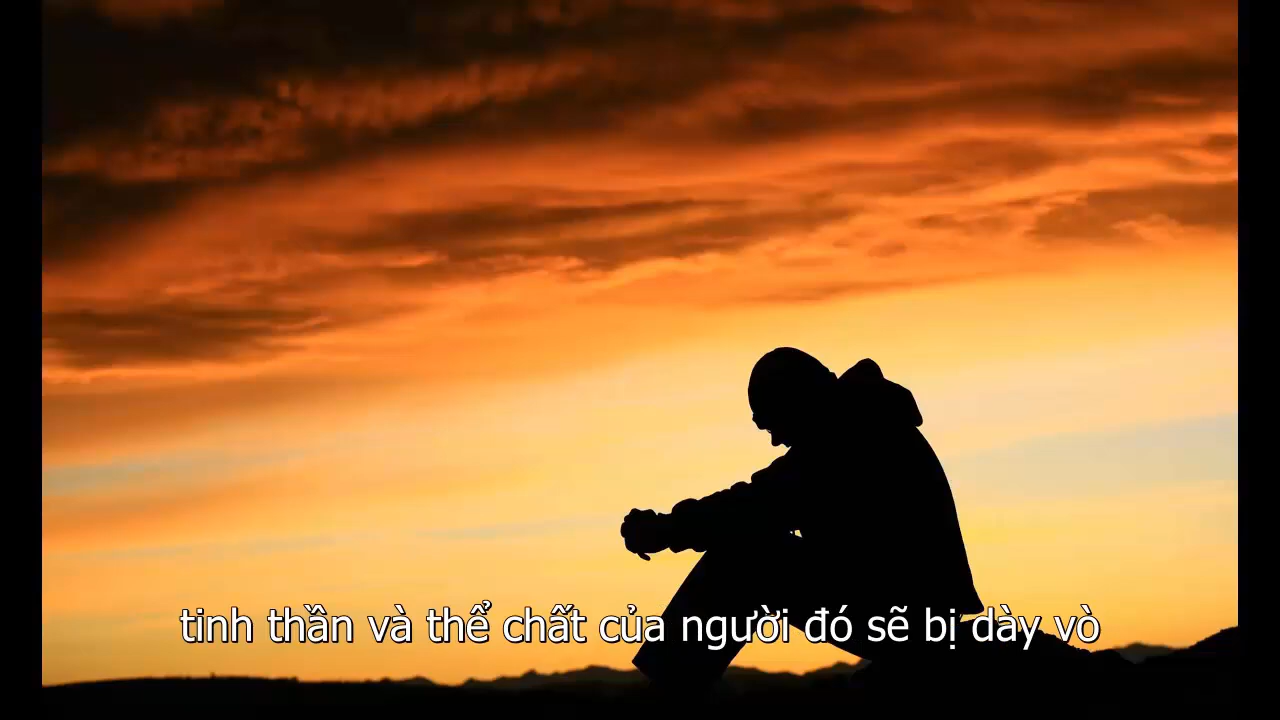 tinh thần và thể chất của người đó sẽ bị dày vò